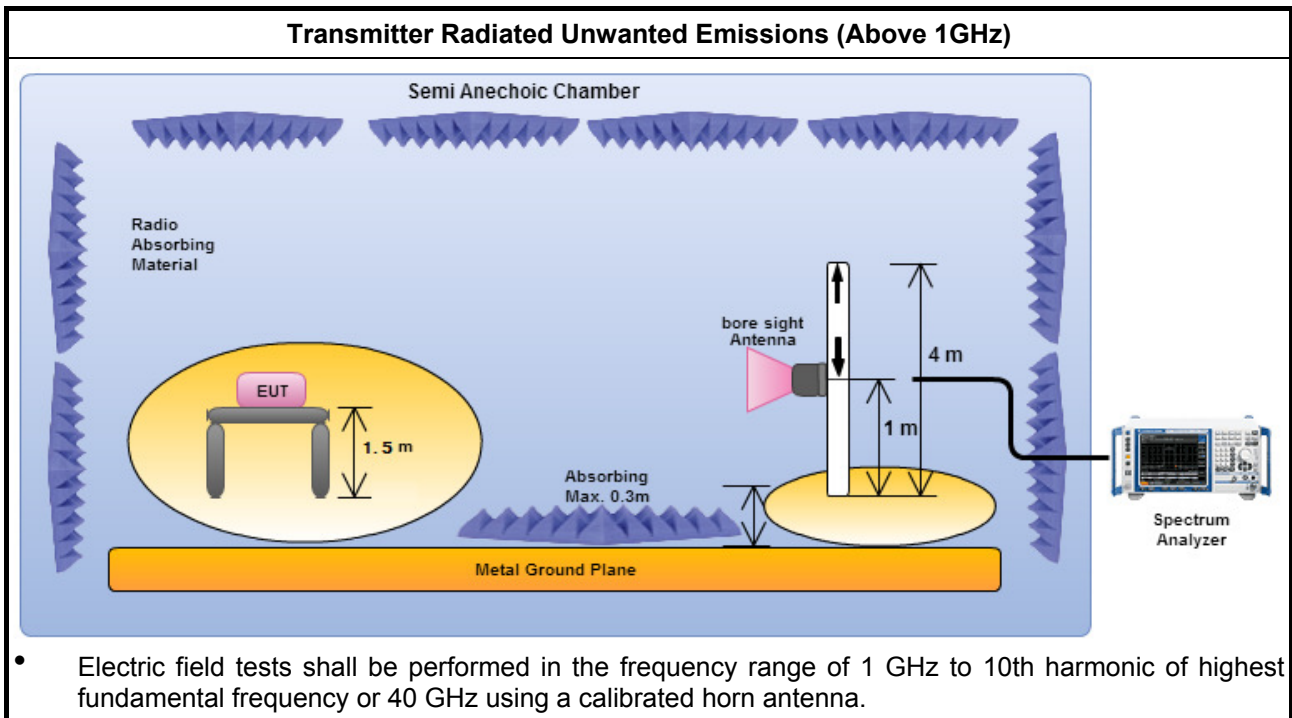 Transmitter Radiated Unwanted Emissions (Above 1GHz)
Semi Anechoic Chamber
Radio
Absorbing
Material
bore sight
Antenna
4 m
EUT
1.5 m
1 m
Absorbing
Max. 0.3m
Spectrum
Analyzer
Metal Ground Plane
• Electric field tests shall be performed in the frequency range of 1 GHz to 10th harmonic of highest
fundamental frequency or 40 GHz using a calibrated horn antenna.